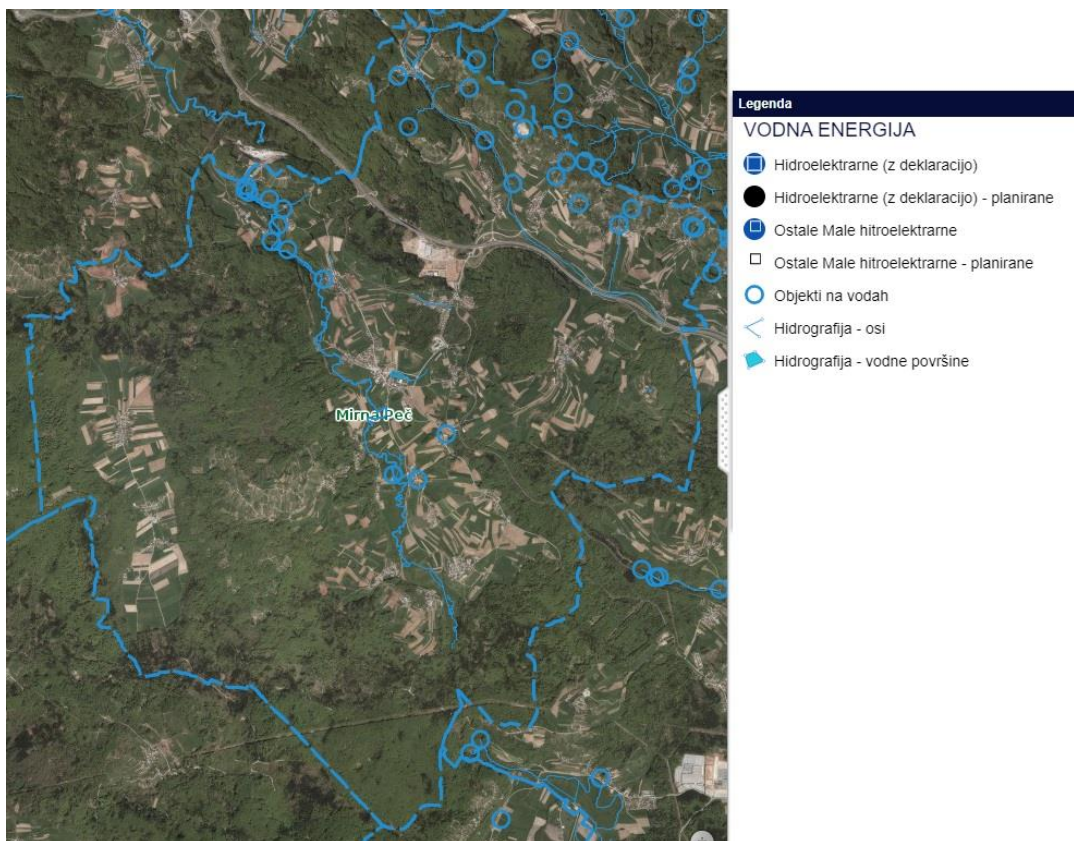 Mirna Peč
Legenda
VODNA ENERGIJA
Hidroelektrarne (z deklaracijo)
Hidroelektrarne (z deklaracijo) - planirane
Ostale Male hitroelektrarne
Ostale Male hitroelektrarne - planirane
Objekti na vodah
Hidrografija - osi
Hidrografija - vodne površine